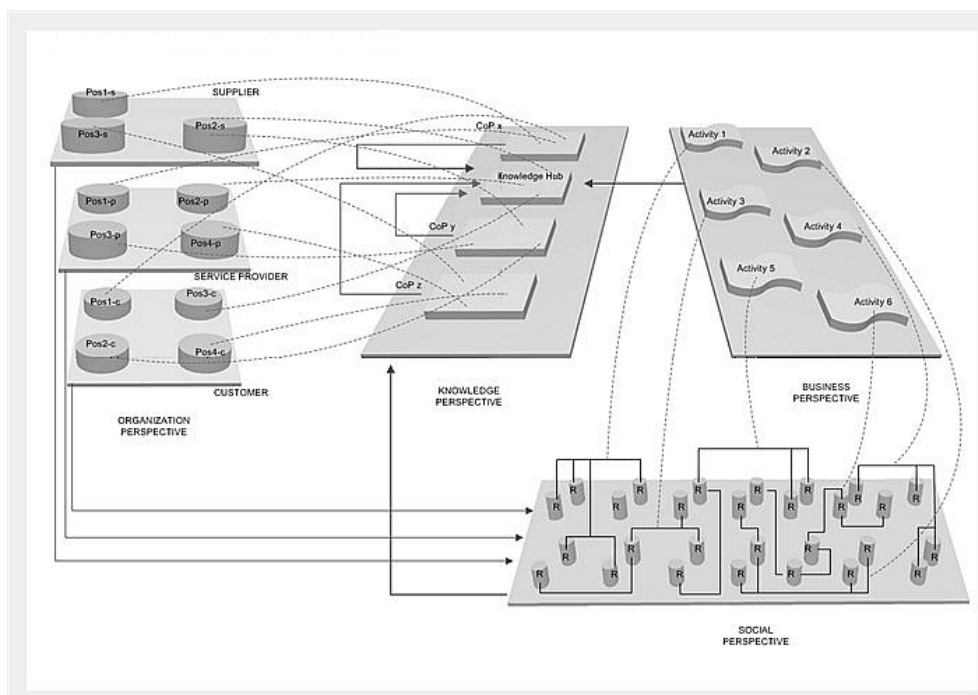 Pos1-s
SUPPLIER
Pos3-s
Pos2-s
Pos1-p
Pos2-p
Pos3-p
Pos4-p
SERVICE PROVIDER
Pos1-c
Pos3-c
Pos2-c
Pos4-c
CUSTOMER
ORGANIZATION
PERSPECTIVE
CoP x
Knowledge Hub
CoP y
CoP z
KNOWLEDGE
PERSPECTIVE
Activity 1
Activity 2
Activity 3
Activity 4
Activity 5
Activity 6
BUSINESS
PERSPECTIVE
R R R R R R R R R
R R R R R
R R R R R R
R R R R R R R
SOCIAL
PERSPECTIVE